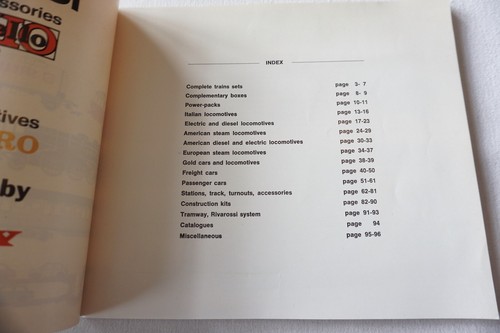 ssories
INDEX
Complete trains sets page 3- 7
Complementary boxes page 8- 9
Power-packs page 10-11
Italian locomotives page 13-16
Electric and diesel locomotives page 17-23
American steam locomotives page 24-29
American diesel and electric locomotives page 30-33
European steam locomotives page 34-37
Gold cars and locomotives page 38-39
Freight cars page 40-50
Passenger cars page 51-61
Stations, track, turnouts, accessories page 62-81
Construction kits page 82-90
Tramway, Rivarossi system page 91-93
Catalogues page 94
Miscellaneous page 95-96
otives
RO
by